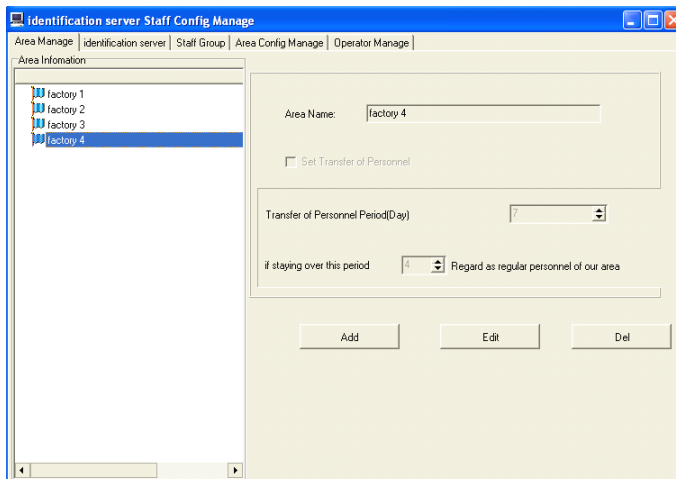 identification server Staff Config Manage
Area Manage identification server Staff Group Area Config Manage Operator Manage
Area Infomation
factory 1
factory 2
factory 3
factory 4
Area Name: factory 4
Set Transfer of Personnel
Transfer of Personnel Period(Day) 7
if staying over this period 4 Regard as regular personnel of our area
Add Edit Del